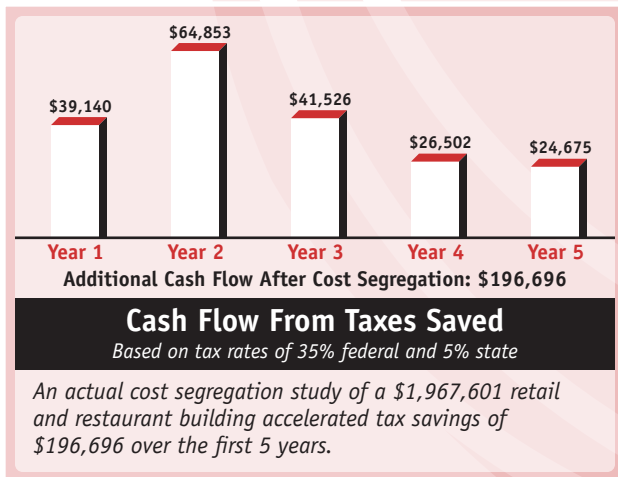 $64,853
$39,140
$41,526
$26,502
$24,675
Year 1 Year 2 Year 3 Year 4 Year 5
Additional Cash Flow After Cost Segregation: $196,696
Cash Flow From Taxes Saved
Based on tax rates of 35% federal and 5% state
An actual cost segregation study of a $1,967,601 retail
and restaurant building accelerated tax savings of
$196,696 over the first 5 years.